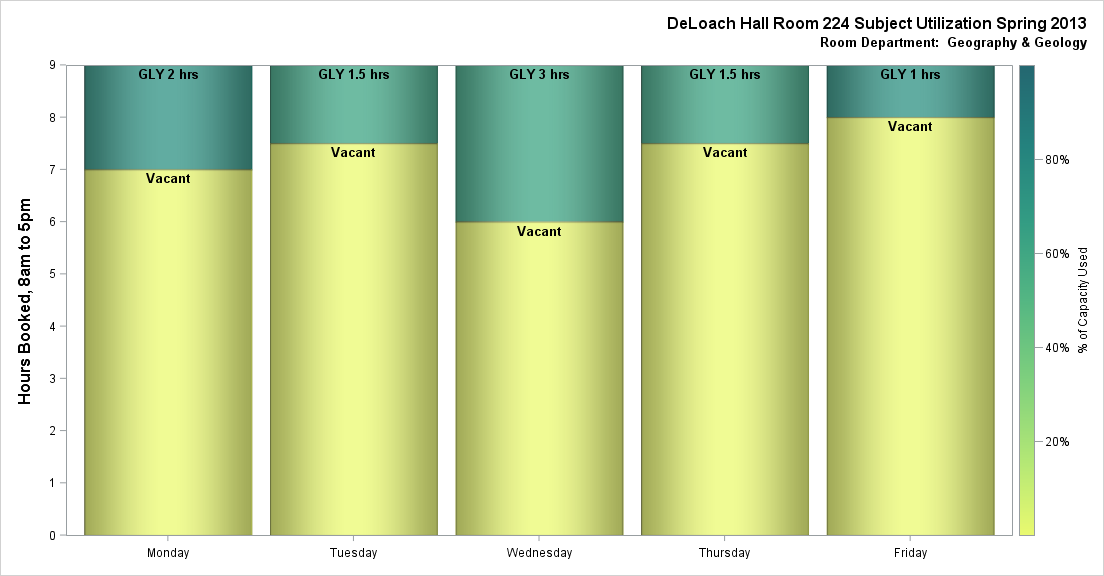 DeLoach Hall Room 224 Subject Utilization Spring 2013
Room Department:  Geography & Geology
Hours Booked, 8am to 5pm
9
8
7
6
5
4
3
2
1
0
GLY 2 hrs
Vacant
GLY 1.5 hrs
Vacant
GLY 3 hrs
Vacant
GLY 1.5 hrs
Vacant
GLY 1 hrs
Vacant
Monday
Tuesday
Wednesday
Thursday
Friday
80%
60%
40%
20%
% of Capacity Used